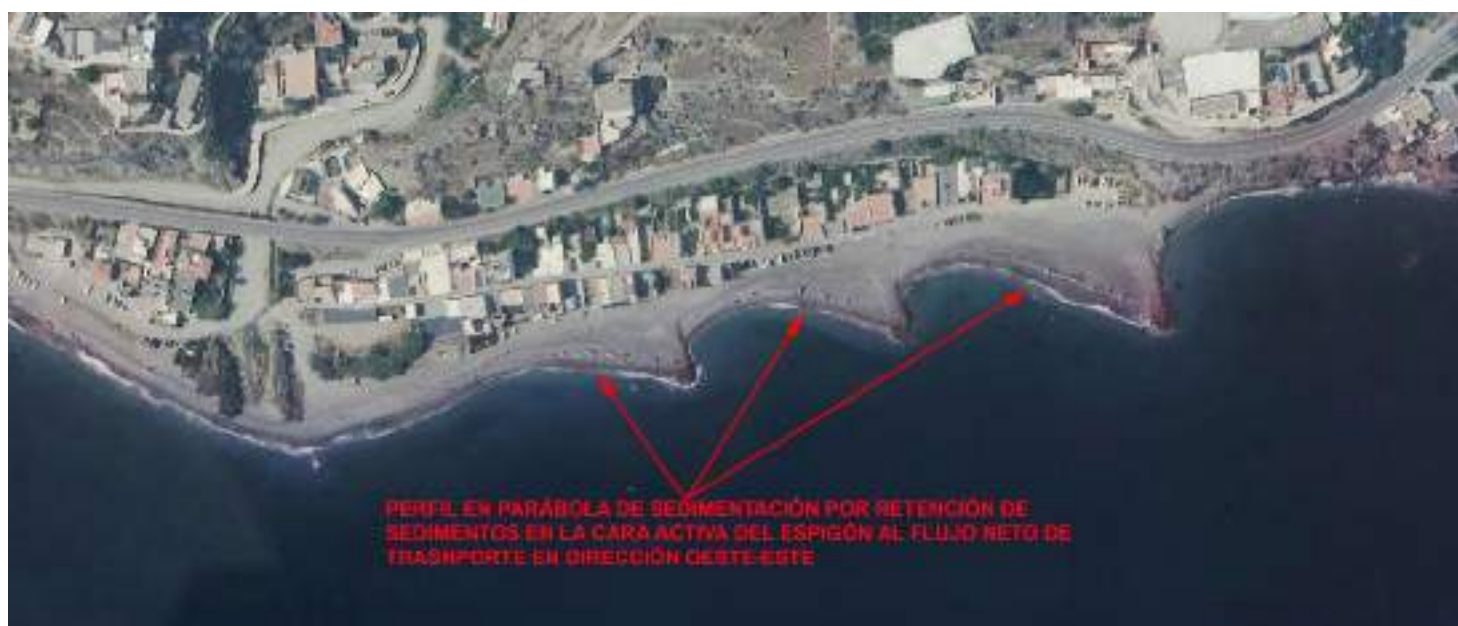 PERFIL EN PARÁBOLA DE SEDIMENTACIÓN POR RETENCIÓN DE
SEDIMENTOS EN LA CARA ACTIVA DEL ESPIGÓN AL FLUJO NETO DE
TRASNPORTE EN DIRECCIÓN OESTE-ESTE